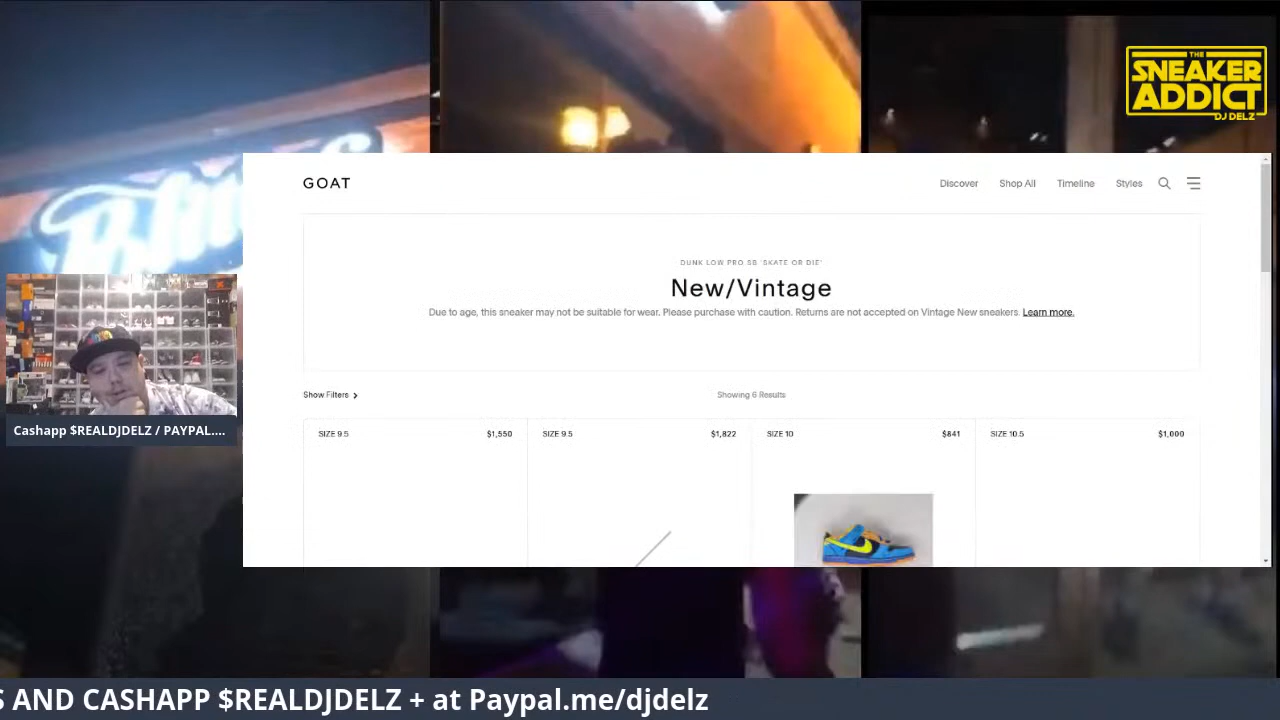 THE
SNEAKER
ADDICT
DJ DELZ
GOAT
Discover
Shop All
Timeline
Styles
DUNK LOW PRO SB 'SKATE OR DIE'
New/Vintage
Due to age, this sneaker may not be suitable for wear. Please purchase with caution. Returns are not accepted on Vintage New sneakers. Learn more.
Show Filters
Showing 6 Results
SIZE 9.5 $1,550
SIZE 9.5 $1,822
SIZE 10 $841
SIZE 10.5 $1,000
Cashapp $REALDJDELZ / PAYPAL....
S AND CASHAPP $REALDJDELZ + at Paypal.me/djdelz